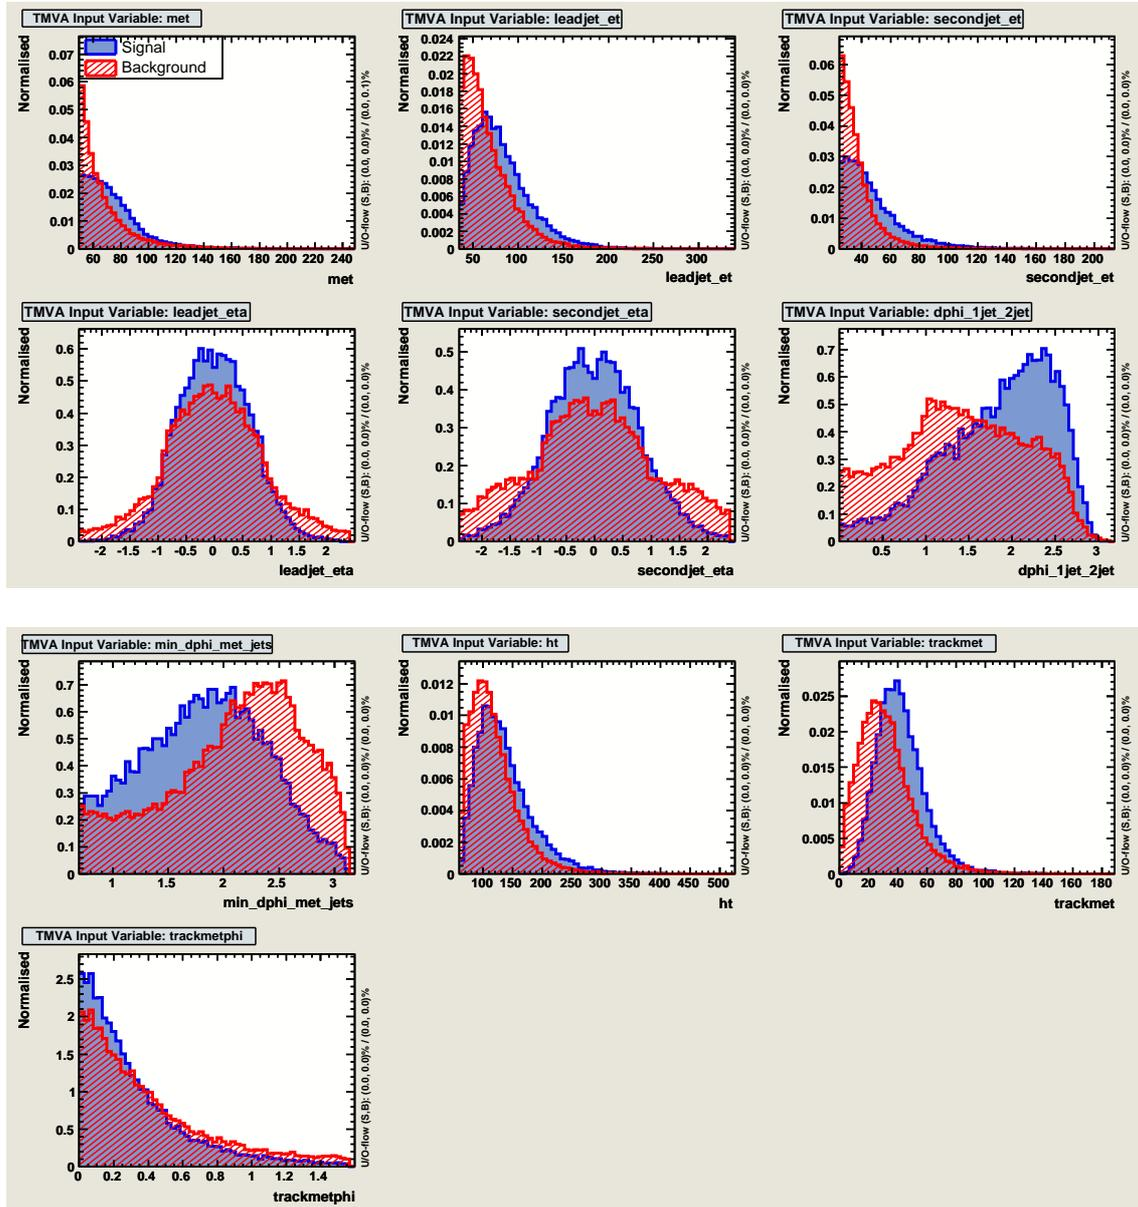 TMVA Input Variable: met
Normalised
0.07
0.06
0.05
0.04
0.03
0.02
0.01
0
Signal
Background
60 80 100 120 140 160 180 200 220 240
met
U/O-flow (S,B): (0.0, 0.0)% / (0.0, 0.1)%
TMVA Input Variable: leadjet_et
Normalised
0.024
0.022
0.02
0.018
0.016
0.014
0.012
0.01
0.008
0.006
0.004
0.002
0
50 100 150 200 250 300
leadjet_et
U/O-flow (S,B): (0.0, 0.0)% / (0.0, 0.0)%
TMVA Input Variable: secondjet_et
Normalised
0.06
0.05
0.04
0.03
0.02
0.01
0
40 60 80 100 120 140 160 180 200
secondjet_et
U/O-flow (S,B): (0.0, 0.0)% / (0.0, 0.0)%
TMVA Input Variable: leadjet_eta
Normalised
0.6
0.5
0.4
0.3
0.2
0.1
0
-2 -1.5 -1 -0.5 0 0.5 1 1.5 2
leadjet_eta
U/O-flow (S,B): (0.0, 0.0)% / (0.0, 0.0)%
TMVA Input Variable: secondjet_eta
Normalised
0.5
0.4
0.3
0.2
0.1
0
-2 -1.5 -1 -0.5 0 0.5 1 1.5 2
secondjet_eta
U/O-flow (S,B): (0.0, 0.0)% / (0.0, 0.0)%
TMVA Input Variable: dphi_1jet_2jet
Normalised
0.7
0.6
0.5
0.4
0.3
0.2
0.1
0
0.5 1 1.5 2 2.5 3
dphi_1jet_2jet
U/O-flow (S,B): (0.0, 0.0)% / (0.0, 0.0)%
TMVA Input Variable: min_dphi_met_jets
Normalised
0.7
0.6
0.5
0.4
0.3
0.2
0.1
0
1 1.5 2 2.5 3
min_dphi_met_jets
U/O-flow (S,B): (0.0, 0.0)% / (0.0, 0.0)%
TMVA Input Variable: ht
Normalised
0.012
0.01
0.008
0.006
0.004
0.002
0
100 150 200 250 300 350 400 450 500
ht
U/O-flow (S,B): (0.0, 0.0)% / (0.0, 0.0)%
TMVA Input Variable: trackmet
Normalised
0.025
0.02
0.015
0.01
0.005
0
0 20 40 60 80 100 120 140 160 180
trackmet
U/O-flow (S,B): (0.0, 0.0)% / (0.0, 0.0)%
TMVA Input Variable: trackmetphi
Normalised
2.5
2
1.5
1
0.5
0
0 0.2 0.4 0.6 0.8 1 1.2 1.4
trackmetphi
U/O-flow (S,B): (0.0, 0.0)% / (0.0, 0.0)%